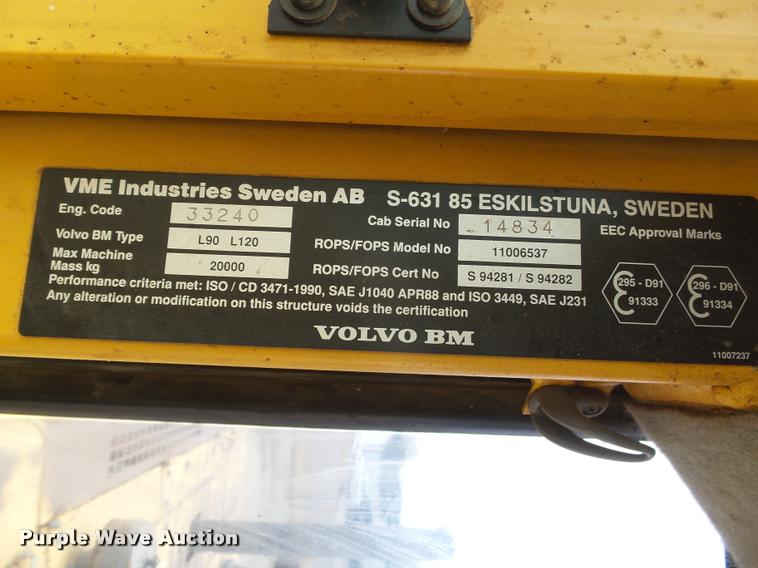 VME Industries Sweden AB S-631 85 ESKILSTUNA, SWEDEN
Eng. Code 33240 Cab Serial No 14834 EEC Approval Marks
Volvo BM Type L90 L120 ROPS/FOPS Model No 11006537
Max Machine Mass kg 20000 ROPS/FOPS Cert No S 94281 / S 94282
Performance criteria met: ISO / CD 3471-1990, SAE J1040 APR88 and ISO 3449, SAE J231
Any alteration or modification on this structure voids the certification
295 - D91
91333
296 - D91
91334
VOLVO BM
11007237
Purple Wave Auction